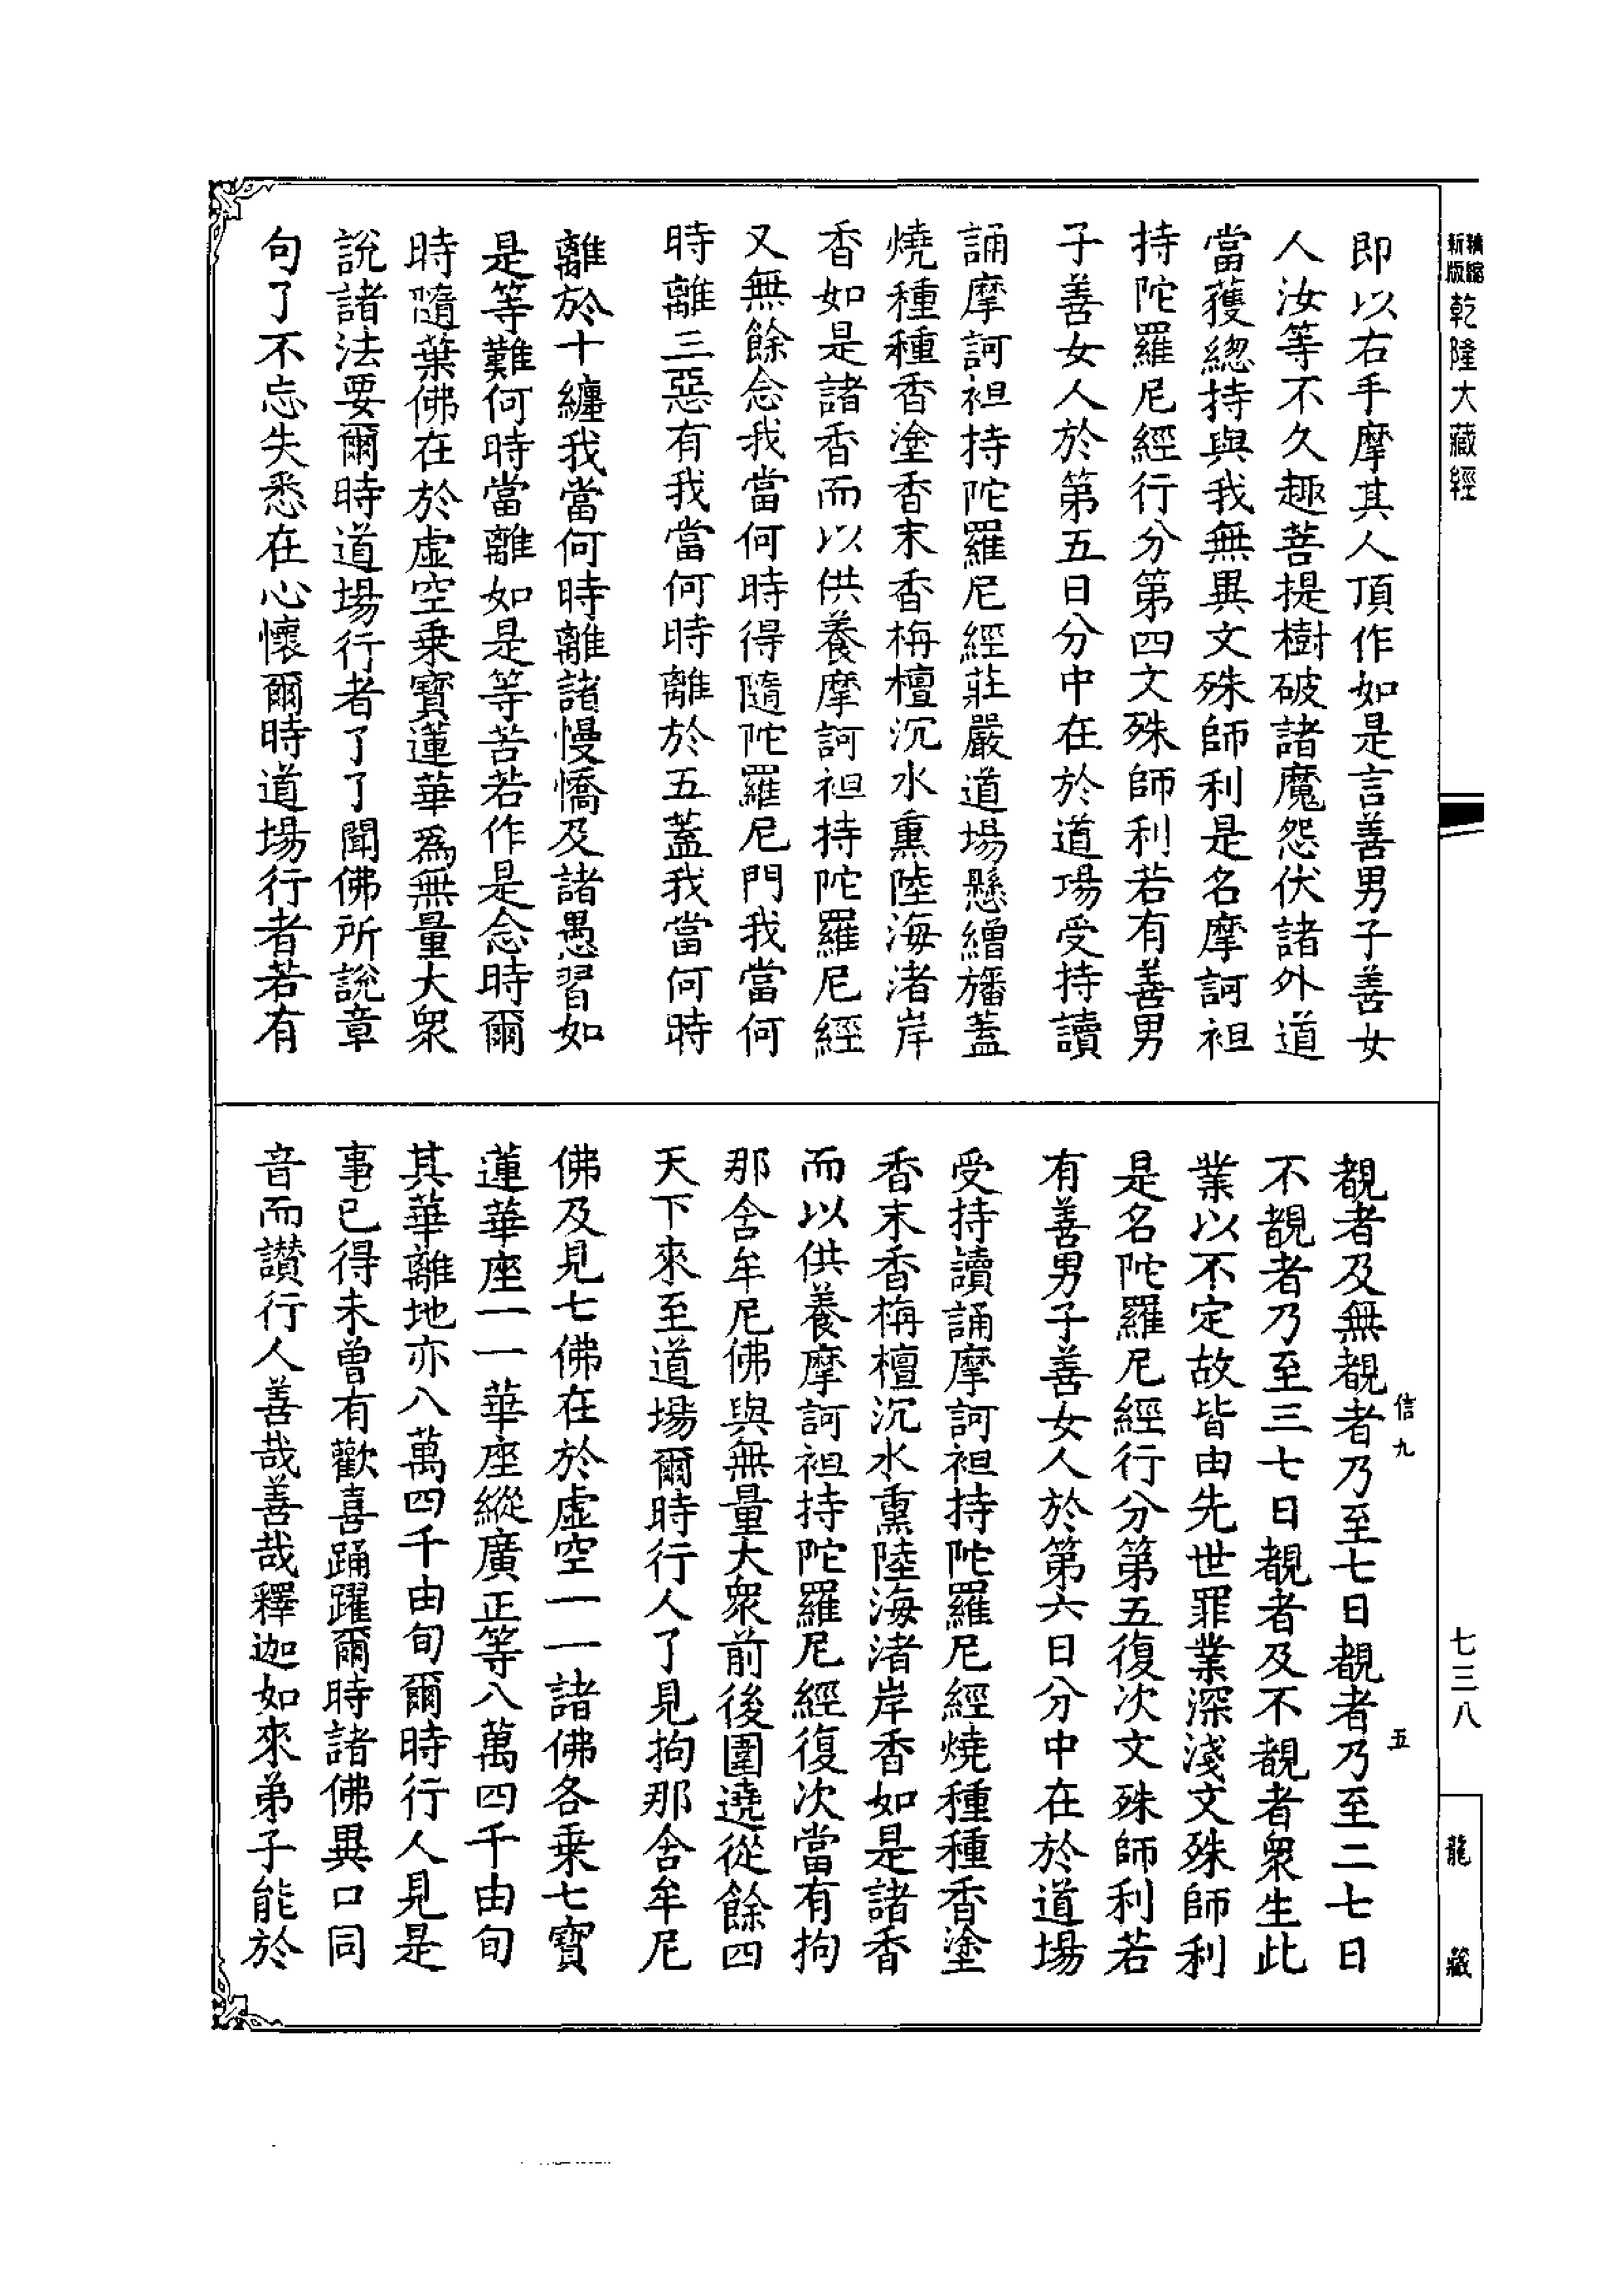 新版精縮
乾隆大藏經
七三八
龍藏
即以右手摩其人頂作如是言善男子善女
人汝等不久趣菩提樹破諸魔怨伏諸外道
當獲緫持與我無異文殊師利是名摩訶袒
持陀羅尼經行分第四文殊師利若有善男
子善女人於第五日分中在於道場受持讀
誦摩訶袒持陀羅尼經莊嚴道場懸繒旛蓋
燒種種香塗香末香栴檀沉水熏陸海渚岸
香如是諸香而以供養摩訶袒持陀羅尼經
又無餘念我當何時得隨陀羅尼門我當何
時離三惡有我當何時離於五蓋我當何時
離於十纏我當何時離諸慢憍及諸愚習如
是等難何時當離如是等苦若作是念時爾
時隨葉佛在於虛空乗寶蓮華爲無量大衆
說諸法要爾時道場行者了了聞佛所說章
句了不忘失悉在心懷爾時道場行者若有
覩者及無覩者乃至七日覩者乃至二七日
不覩者乃至三七日覩者及不覩者衆生此
業以不定故皆由先世罪業深淺文殊師利
是名陀羅尼經行分第五復次文殊師利若
有善男子善女人於第六日分中在於道場
受持讀誦摩訶袒持陀羅尼經燒種種香塗
香末香栴檀沉水熏陸海渚岸香如是諸香
而以供養摩訶袒持陀羅尼經復次當有拘
那舍牟尼佛與無量大衆前後圍遶從餘四
天下來至道場爾時行人了見拘那舍牟尼
佛及見七佛在於虛空一一諸佛各乗七寶
蓮華座一一華座縱廣正等八萬四千由旬
其華離地亦八萬四千由旬爾時行人見是
事已得未曾有歡喜踊躍爾時諸佛異口同
音而讚行人善哉善哉釋迦如來弟子能於
信九
五